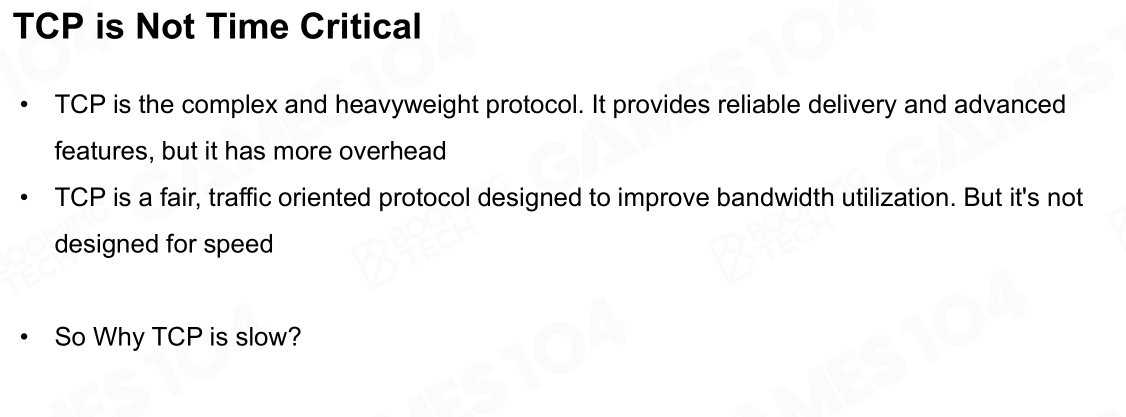 TCP is Not Time Critical
• TCP is the complex and heavyweight protocol. It provides reliable delivery and advanced
features, but it has more overhead
• TCP is a fair, traffic oriented protocol designed to improve bandwidth utilization. But it's not
designed for speed
• So Why TCP is slow?
GAMES104
BOOMING
TECH